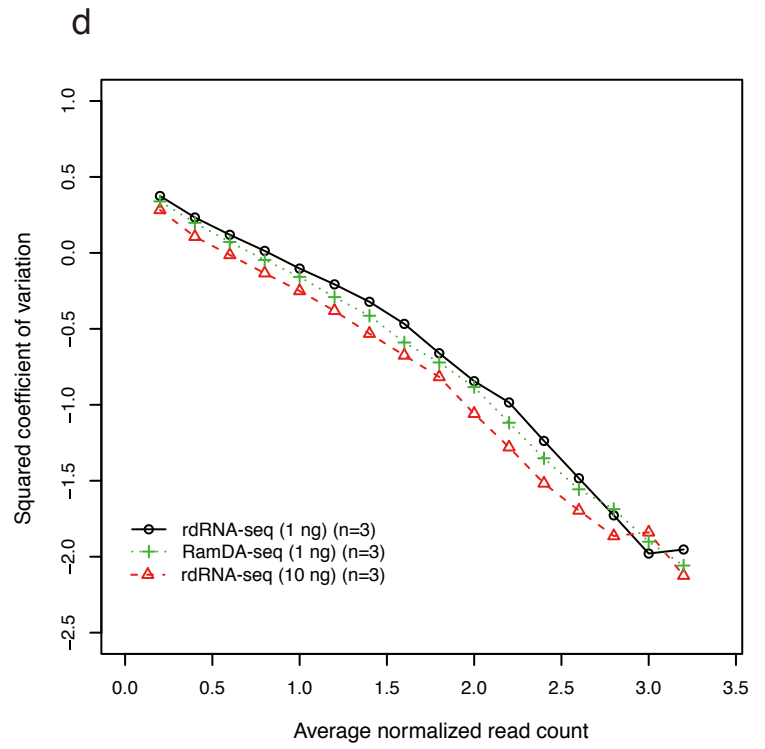 d
1.0
0.5
0.0
−0.5
−1.0
−1.5
−2.0
−2.5
Squared coefficient of variation
rdRNA-seq (1 ng) (n=3)
RamDA-seq (1 ng) (n=3)
rdRNA-seq (10 ng) (n=3)
0.0 0.5 1.0 1.5 2.0 2.5 3.0 3.5
Average normalized read count